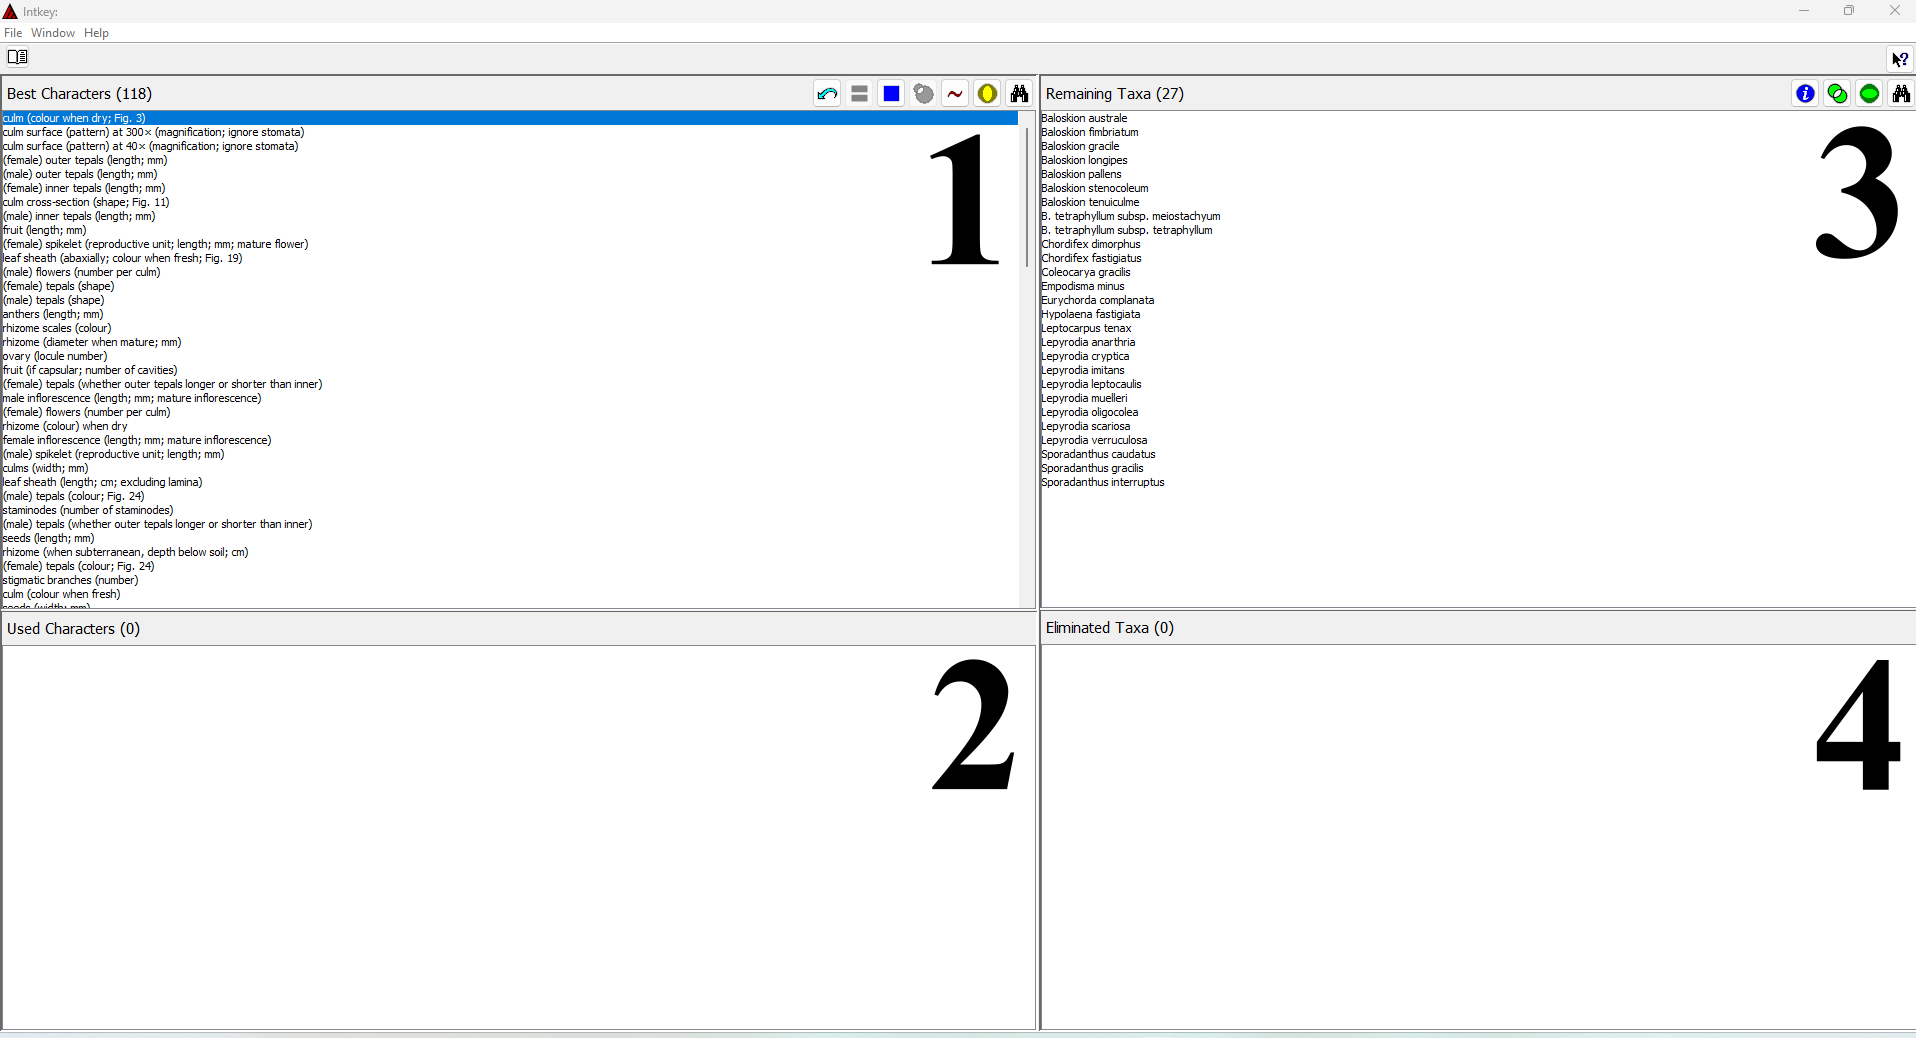 Intkey:
File Window Help
Best Characters (118)
culm (colour when dry; Fig. 3)
culm surface (pattern) at 300× (magnification; ignore stomata)
culm surface (pattern) at 40× (magnification; ignore stomata)
(female) outer tepals (length; mm)
(male) outer tepals (length; mm)
(female) inner tepals (length; mm)
culm cross-section (shape; Fig. 11)
(male) inner tepals (length; mm)
fruit (length; mm)
(female) spikelet (reproductive unit; length; mm; mature flower)
leaf sheath (abaxially; colour when fresh; Fig. 19)
(male) flowers (number per culm)
(female) tepals (shape)
(male) tepals (shape)
anthers (length; mm)
rhizome scales (colour)
rhizome (diameter when mature; mm)
ovary (locule number)
fruit (if capsular; number of cavities)
(female) tepals (whether outer tepals longer or shorter than inner)
male inflorescence (length; mm; mature inflorescence)
(female) flowers (number per culm)
rhizome (colour) when dry
female inflorescence (length; mm; mature inflorescence)
(male) spikelet (reproductive unit; length; mm)
culms (width; mm)
leaf sheath (length; cm; excluding lamina)
(male) tepals (colour; Fig. 24)
staminodes (number of staminodes)
(male) tepals (whether outer tepals longer or shorter than inner)
seeds (length; mm)
rhizome (when subterranean, depth below soil; cm)
(female) tepals (colour; Fig. 24)
stigmatic branches (number)
culm (colour when fresh)
seeds (width; mm)
1
Used Characters (0)
2
Remaining Taxa (27)
Baloskion australe
Baloskion fimbriatum
Baloskion gracile
Baloskion longipes
Baloskion pallens
Baloskion stenocoleum
Baloskion tenuiculme
B. tetraphyllum subsp. meiostachyum
B. tetraphyllum subsp. tetraphyllum
Chordifex dimorphus
Chordifex fastigiatus
Coleocarya gracilis
Empodisma minus
Eurychorda complanata
Hypolaena fastigiata
Leptocarpus tenax
Lepyrodia anarthria
Lepyrodia cryptica
Lepyrodia imitans
Lepyrodia leptocaulis
Lepyrodia muelleri
Lepyrodia oligocolea
Lepyrodia scariosa
Lepyrodia verruculosa
Sporadanthus caudatus
Sporadanthus gracilis
Sporadanthus interruptus
3
Eliminated Taxa (0)
4